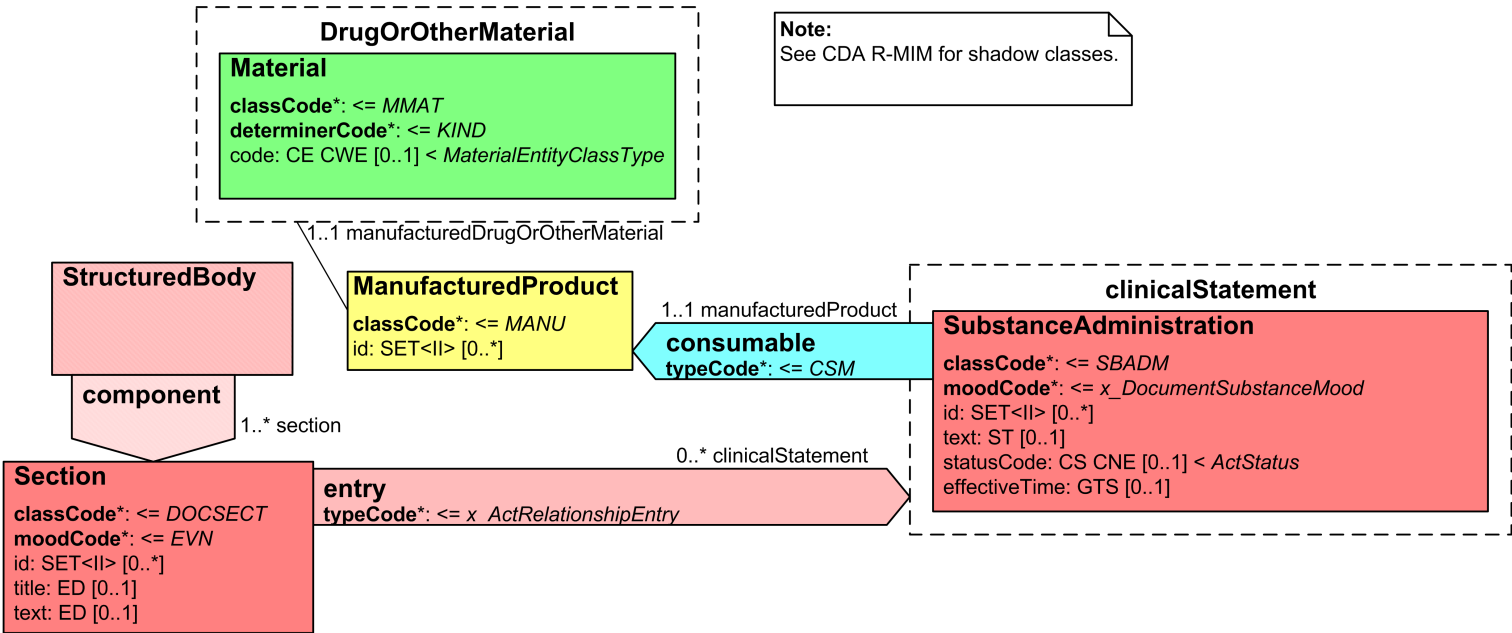 DrugOrOtherMaterial
Material
classCode*: <= MMAT
determinerCode*: <= KIND
code: CE CWE [0..1] < MaterialEntityClassType
Note:
See CDA R-MIM for shadow classes.
1..1 manufacturedDrugOrOtherMaterial
StructuredBody
ManufacturedProduct
classCode*: <= MANU
id: SET<II> [0..*]
1..1 manufacturedProduct
consumable
typeCode*: <= CSM
clinicalStatement
SubstanceAdministration
classCode*: <= SBADM
moodCode*: <= x_DocumentSubstanceMood
id: SET<II> [0..*]
text: ST [0..1]
statusCode: CS CNE [0..1] < ActStatus
effectiveTime: GTS [0..1]
component
1..* section
Section
classCode*: <= DOCSECT
moodCode*: <= EVN
id: SET<II> [0..*]
title: ED [0..1]
text: ED [0..1]
0..* clinicalStatement
entry
typeCode*: <= x_ActRelationshipEntry